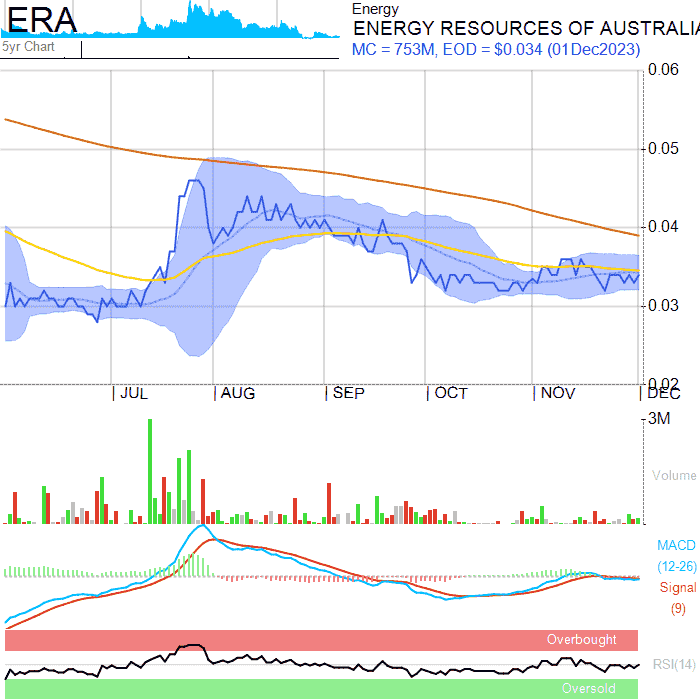 ERA
5yr Chart
Energy
ENERGY RESOURCES OF AUSTRALIA
MC = 753M, EOD = $0.034 (01Dec2023)
0.06
0.05
0.04
0.03
0.02
JUL AUG SEP OCT NOV DEC
3M
Volume
MACD
(12-26)
Signal
(9)
Overbought
RSI(14)
Oversold